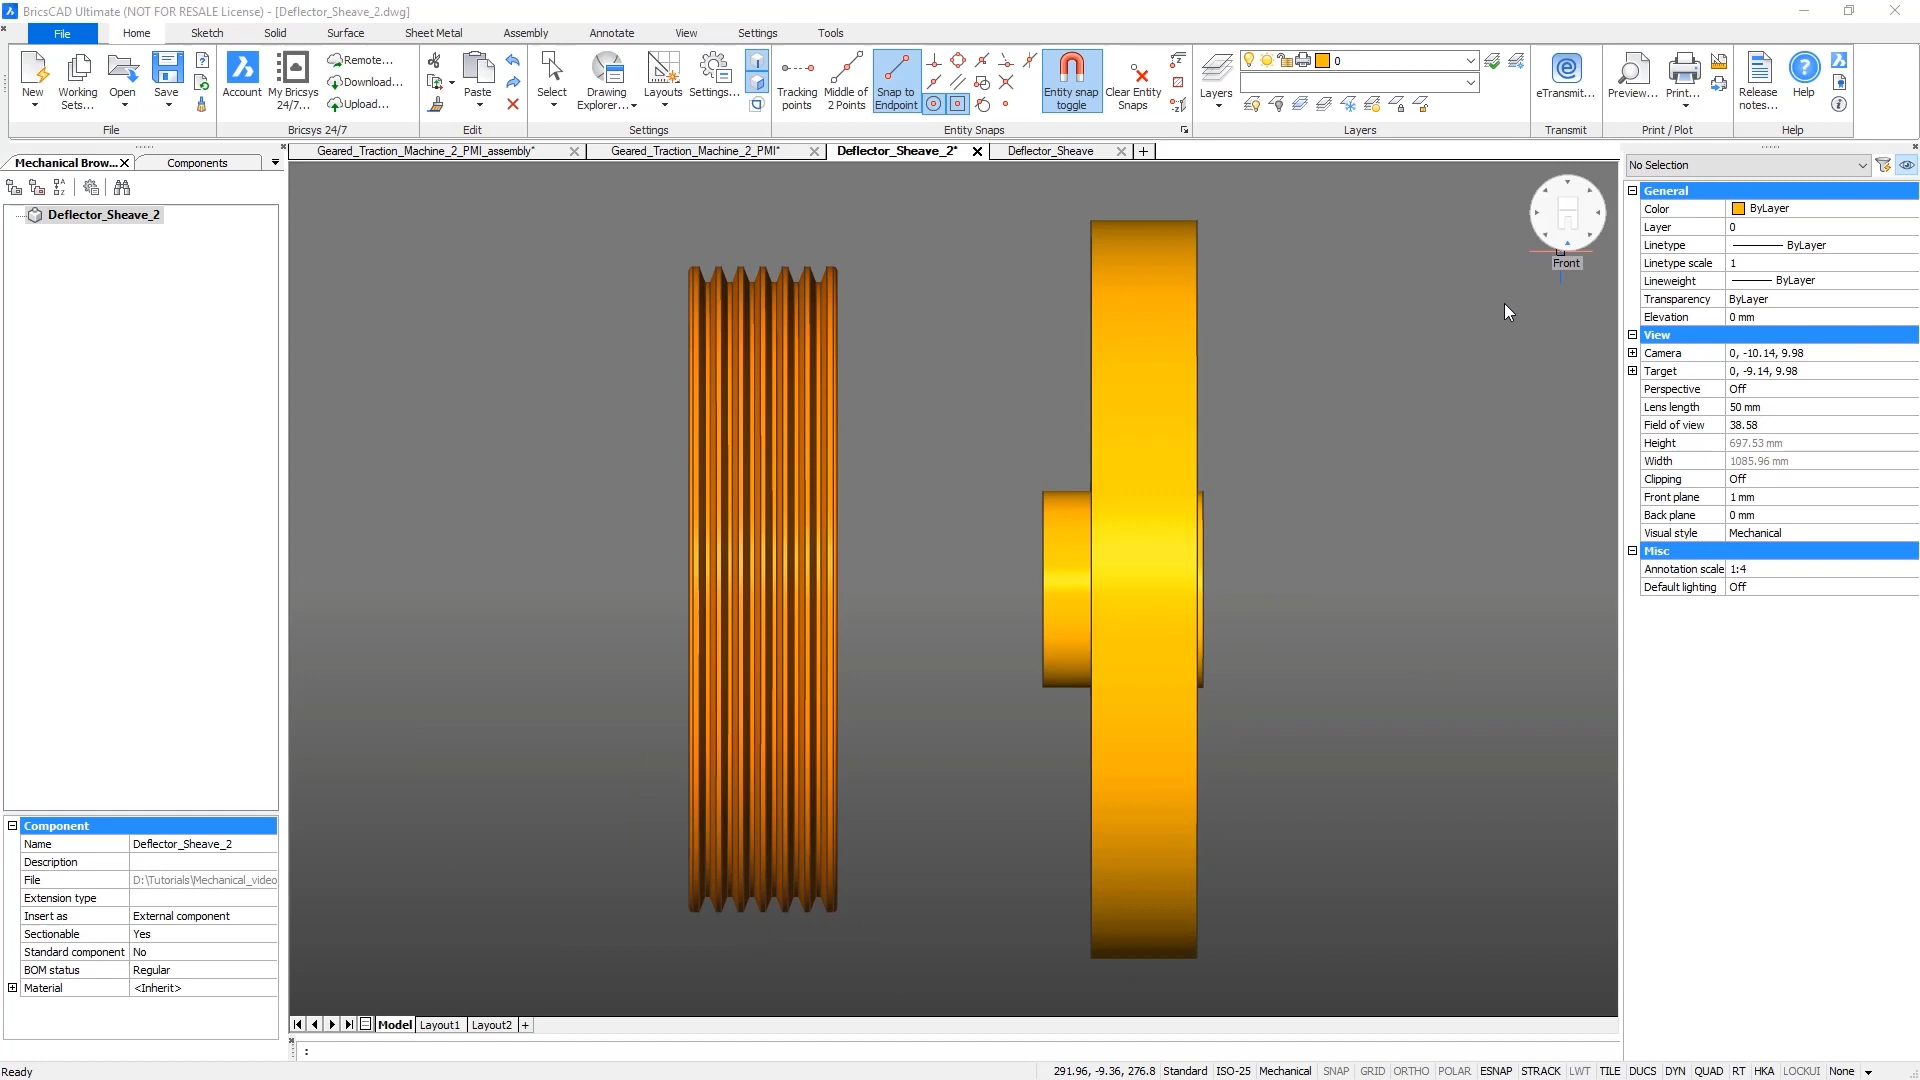 BricsCAD Ultimate (NOT FOR RESALE License) - [Deflector_Sheave_2.dwg]
File Home Sketch Solid Surface Sheet Metal Assembly Annotate View Settings Tools
New Working Sets... Open Save
Account My Bricsys 24/7... Remote... Download... Upload...
Paste
Select Drawing Explorer... Layouts Settings...
Tracking points Middle of 2 Points Snap to Endpoint Entity snap toggle Clear Entity Snaps
Layers 0
eTransmit... Preview... Print... Release notes... Help
File Bricsys 24/7 Edit Settings Entity Snaps Layers Transmit Print / Plot Help
Mechanical Brow... Components
Geared_Traction_Machine_2_PMI_assembly* Geared_Traction_Machine_2_PMI* Deflector_Sheave_2* Deflector_Sheave
Deflector_Sheave_2
Front
Component
Name Deflector_Sheave_2
Description
File D:\Tutorials\Mechanical_video
Extension type
Insert as External component
Sectionable Yes
Standard component No
BOM status Regular
Material <Inherit>
No Selection
General
Color ByLayer
Layer 0
Linetype ByLayer
Linetype scale 1
Lineweight ByLayer
Transparency ByLayer
Elevation 0 mm
View
Camera 0, -10.14, 9.98
Target 0, -9.14, 9.98
Perspective Off
Lens length 50 mm
Field of view 38.58
Height 697.53 mm
Width 1085.96 mm
Clipping Off
Front plane 1 mm
Back plane 0 mm
Visual style Mechanical
Misc
Annotation scale 1:4
Default lighting Off
Model Layout1 Layout2
:
Ready 291.96, -9.36, 276.8 Standard ISO-25 Mechanical SNAP GRID ORTHO POLAR ESNAP STRACK LWT TILE DUCS DYN QUAD RT HKA LOCKUI None